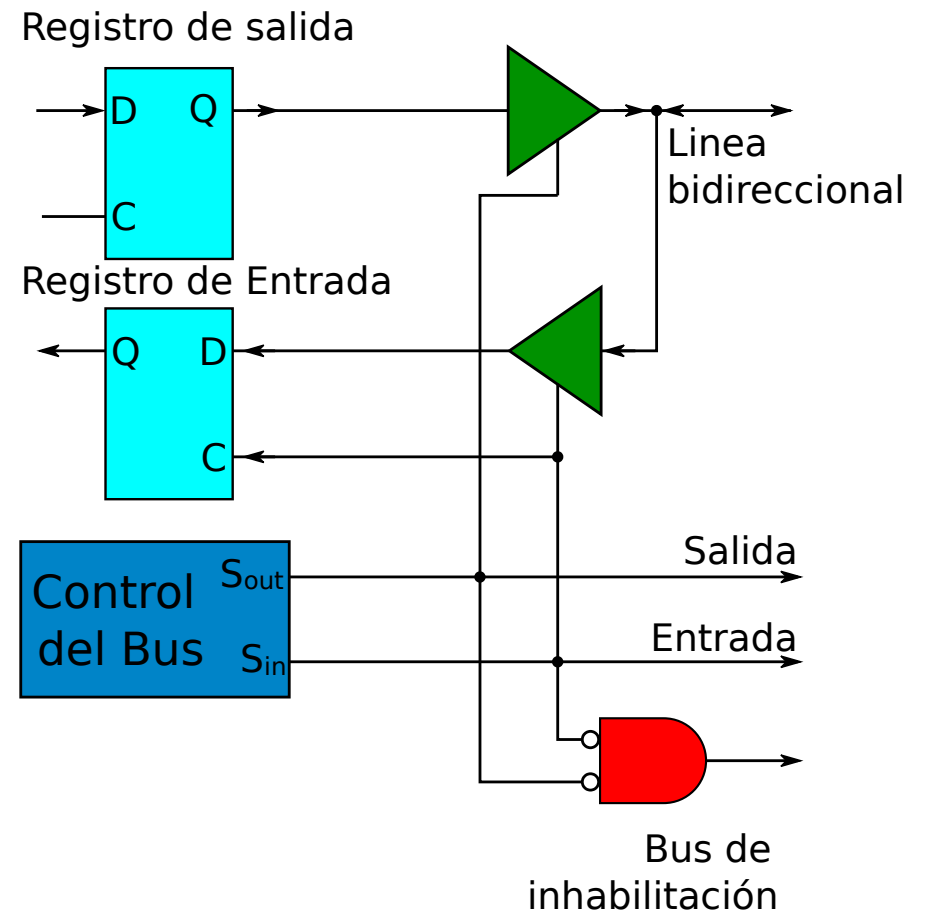 Registro de salida
D Q
C
Linea
bidireccional
Registro de Entrada
Q D
C
Control
del Bus
Sout
Sin
Salida
Entrada
Bus de
inhabilitación